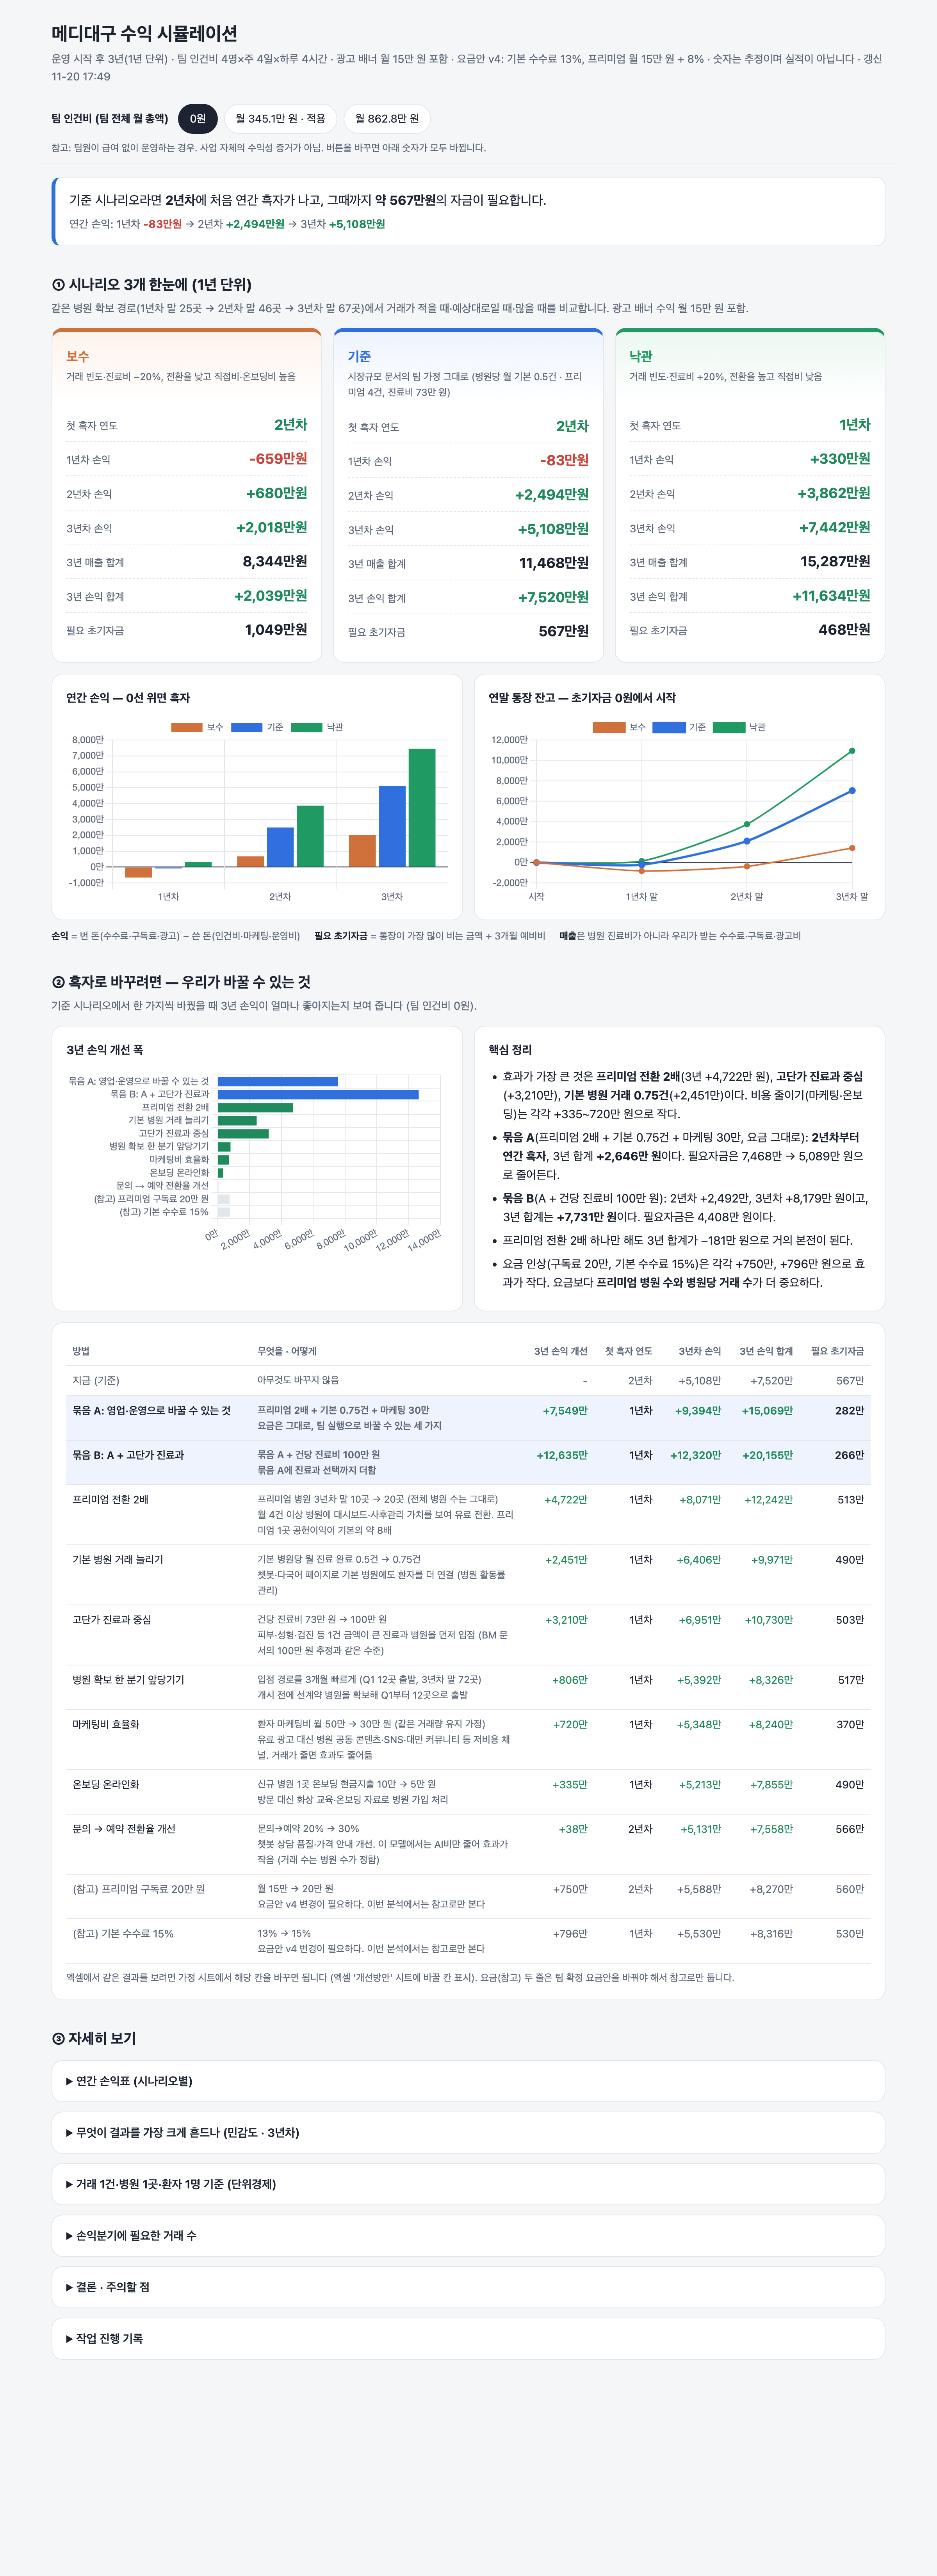 메디대구 수익 시뮬레이션
운영 시작 후 3년(1년 단위) · 팀 인건비 4명×주 4일×하루 4시간 · 광고 배너 월 15만 원 포함 · 요금안 v4: 기본 수수료 13%, 프리미엄 월 15만 원 + 8% · 숫자는 추정이며 실적이 아닙니다 · 갱신
11-20 17:49
팀 인건비 (팀 전체 월 총액) 0원 월 345.1만 원 · 적용 월 862.8만 원
참고: 팀원이 급여 없이 운영하는 경우. 사업 자체의 수익성 증거가 아님. 버튼을 바꾸면 아래 숫자가 모두 바뀝니다.
기준 시나리오라면 2년차에 처음 연간 흑자가 나고, 그때까지 약 567만원의 자금이 필요합니다.
연간 손익: 1년차 -83만원 → 2년차 +2,494만원 → 3년차 +5,108만원
① 시나리오 3개 한눈에 (1년 단위)
같은 병원 확보 경로(1년차 말 25곳 → 2년차 말 46곳 → 3년차 말 67곳)에서 거래가 적을 때·예상대로일 때·많을 때를 비교합니다. 광고 배너 수익 월 15만 원 포함.
보수
거래 빈도·진료비 −20%, 전환율 낮고 직접비·온보딩비 높음
첫 흑자 연도 2년차
1년차 손익 -659만원
2년차 손익 +680만원
3년차 손익 +2,018만원
3년 매출 합계 8,344만원
3년 손익 합계 +2,039만원
필요 초기자금 1,049만원
기준
시장규모 문서의 팀 가정 그대로 (병원당 월 기본 0.5건 · 프리
미엄 4건, 진료비 73만 원)
첫 흑자 연도 2년차
1년차 손익 -83만원
2년차 손익 +2,494만원
3년차 손익 +5,108만원
3년 매출 합계 11,468만원
3년 손익 합계 +7,520만원
필요 초기자금 567만원
낙관
거래 빈도·진료비 +20%, 전환율 높고 직접비 낮음
첫 흑자 연도 1년차
1년차 손익 +330만원
2년차 손익 +3,862만원
3년차 손익 +7,442만원
3년 매출 합계 15,287만원
3년 손익 합계 +11,634만원
필요 초기자금 468만원
연간 손익 — 0선 위면 흑자
보수 기준 낙관
8,000만
7,000만
6,000만
5,000만
4,000만
3,000만
2,000만
1,000만
0만
-1,000만
1년차 2년차 3년차
연말 통장 잔고 — 초기자금 0원에서 시작
보수 기준 낙관
12,000만
10,000만
8,000만
6,000만
4,000만
2,000만
0만
-2,000만
시작 1년차 말 2년차 말 3년차 말
손익 = 번 돈(수수료·구독료·광고) − 쓴 돈(인건비·마케팅·운영비) 필요 초기자금 = 통장이 가장 많이 비는 금액 + 3개월 예비비 매출은 병원 진료비가 아니라 우리가 받는 수수료·구독료·광고비
② 흑자로 바꾸려면 — 우리가 바꿀 수 있는 것
기준 시나리오에서 한 가지씩 바꿨을 때 3년 손익이 얼마나 좋아지는지 보여 줍니다 (팀 인건비 0원).
3년 손익 개선 폭
묶음 A: 영업·운영으로 바꿀 수 있는 것
묶음 B: A + 고단가 진료과
프리미엄 전환 2배
기본 병원 거래 늘리기
고단가 진료과 중심
병원 확보 한 분기 앞당기기
마케팅비 효율화
온보딩 온라인화
문의 → 예약 전환율 개선
(참고) 프리미엄 구독료 20만 원
(참고) 기본 수수료 15%
0만 2,000만 4,000만 6,000만 8,000만 10,000만 12,000만 14,000만
핵심 정리
• 효과가 가장 큰 것은 프리미엄 전환 2배(3년 +4,722만 원), 고단가 진료과 중심
(+3,210만), 기본 병원 거래 0.75건(+2,451만)이다. 비용 줄이기(마케팅·온보
딩)는 각각 +335~720만 원으로 작다.
• 묶음 A(프리미엄 2배 + 기본 0.75건 + 마케팅 30만, 요금 그대로): 2년차부터
연간 흑자, 3년 합계 +2,646만 원이다. 필요자금은 7,468만 → 5,089만 원으
로 줄어든다.
• 묶음 B(A + 건당 진료비 100만 원): 2년차 +2,492만, 3년차 +8,179만 원이고,
3년 합계는 +7,731만 원이다. 필요자금은 4,408만 원이다.
• 프리미엄 전환 2배 하나만 해도 3년 합계가 −181만 원으로 거의 본전이 된다.
• 요금 인상(구독료 20만, 기본 수수료 15%)은 각각 +750만, +796만 원으로 효
과가 작다. 요금보다 프리미엄 병원 수와 병원당 거래 수가 더 중요하다.
방법 무엇을 · 어떻게 3년 손익 개선 첫 흑자 연도 3년차 손익 3년 손익 합계 필요 초기자금
지금 (기준) 아무것도 바꾸지 않음 - 2년차 +5,108만 +7,520만 567만
묶음 A: 영업·운영으로 바꿀 수 있는 것 프리미엄 2배 + 기본 0.75건 + 마케팅 30만 +7,549만 1년차 +9,394만 +15,069만 282만
요금은 그대로, 팀 실행으로 바꿀 수 있는 세 가지
묶음 B: A + 고단가 진료과 묶음 A + 건당 진료비 100만 원 +12,635만 1년차 +12,320만 +20,155만 266만
묶음 A에 진료과 선택까지 더함
프리미엄 전환 2배 프리미엄 병원 3년차 말 10곳 → 20곳 (전체 병원 수는 그대로) +4,722만 1년차 +8,071만 +12,242만 513만
월 4건 이상 병원에 대시보드·사후관리 가치를 보여 유료 전환. 프리
미엄 1곳 공헌이익이 기본의 약 8배
기본 병원 거래 늘리기 기본 병원당 월 진료 완료 0.5건 → 0.75건 +2,451만 1년차 +6,406만 +9,971만 490만
챗봇·다국어 페이지로 기본 병원에도 환자를 더 연결 (병원 활동률
관리)
고단가 진료과 중심 건당 진료비 73만 원 → 100만 원 +3,210만 1년차 +6,951만 +10,730만 503만
피부·성형·검진 등 1건 금액이 큰 진료과 병원을 먼저 입점 (BM 문
서의 100만 원 추정과 같은 수준)
병원 확보 한 분기 앞당기기 입점 경로를 3개월 빠르게 (Q1 12곳 출발, 3년차 말 72곳) +806만 1년차 +5,392만 +8,326만 517만
개시 전에 선계약 병원을 확보해 Q1부터 12곳으로 출발
마케팅비 효율화 환자 마케팅비 월 50만 → 30만 원 (같은 거래량 유지 가정) +720만 1년차 +5,348만 +8,240만 370만
유료 광고 대신 병원 공동 콘텐츠·SNS·대만 커뮤니티 등 저비용 채
널. 거래가 줄면 효과도 줄어듦
온보딩 온라인화 신규 병원 1곳 온보딩 현금지출 10만 → 5만 원 +335만 1년차 +5,213만 +7,855만 490만
방문 대신 화상 교육·온보딩 자료로 병원 가입 처리
문의 → 예약 전환율 개선 문의→예약 20% → 30% +38만 2년차 +5,131만 +7,558만 566만
챗봇 상담 품질·가격 안내 개선. 이 모델에서는 AI비만 줄어 효과가
작음 (거래 수는 병원 수가 정함)
(참고) 프리미엄 구독료 20만 원 월 15만 → 20만 원 +750만 2년차 +5,588만 +8,270만 560만
요금안 v4 변경이 필요하다. 이번 분석에서는 참고로만 본다
(참고) 기본 수수료 15% 13% → 15% +796만 1년차 +5,530만 +8,316만 530만
요금안 v4 변경이 필요하다. 이번 분석에서는 참고로만 본다
엑셀에서 같은 결과를 보려면 가정 시트에서 해당 칸을 바꾸면 됩니다 (엑셀 '개선방안' 시트에 바꿀 칸 표시). 요금(참고) 두 줄은 팀 확정 요금안을 바꿔야 해서 참고로만 둡니다.
③ 자세히 보기
▶ 연간 손익표 (시나리오별)
▶ 무엇이 결과를 가장 크게 흔드나 (민감도 · 3년차)
▶ 거래 1건·병원 1곳·환자 1명 기준 (단위경제)
▶ 손익분기에 필요한 거래 수
▶ 결론 · 주의할 점
▶ 작업 진행 기록